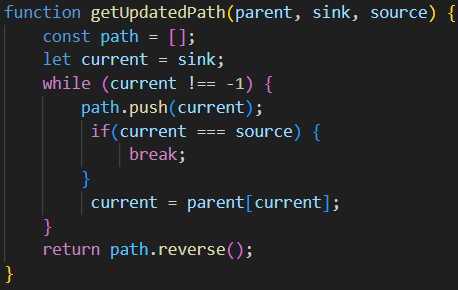 function getUpdatedPath(parent, sink, source) {
    const path = [];
    let current = sink;
    while (current !== -1) {
        path.push(current);
         if(current === source) {
             break;
        }
         current = parent[current];
    }
    return path.reverse();
}